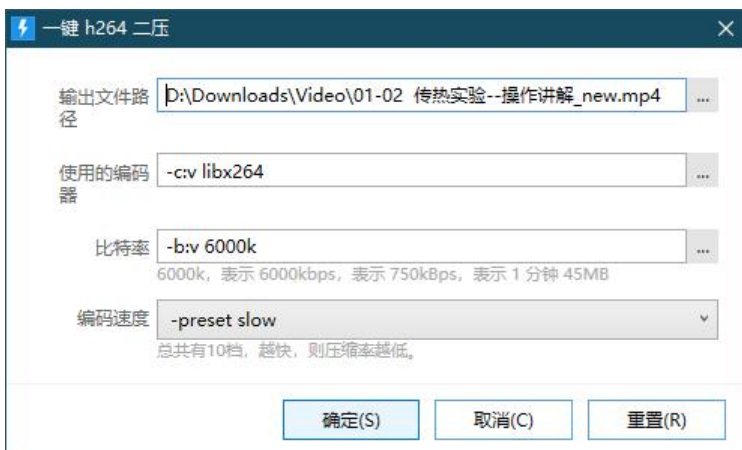 一键 h264 二压
输出文件路
径
D:\Downloads\Video\01-02  传热实验--操作讲解_new.mp4
...
使用的编码
器
-c:v libx264
...
比特率
-b:v 6000k
...
6000k，表示 6000kbps，表示 750kBps，表示 1 分钟 45MB
编码速度
-preset slow
总共有10档，越快，则压缩率越低。
确定(S)
取消(C)
重置(R)